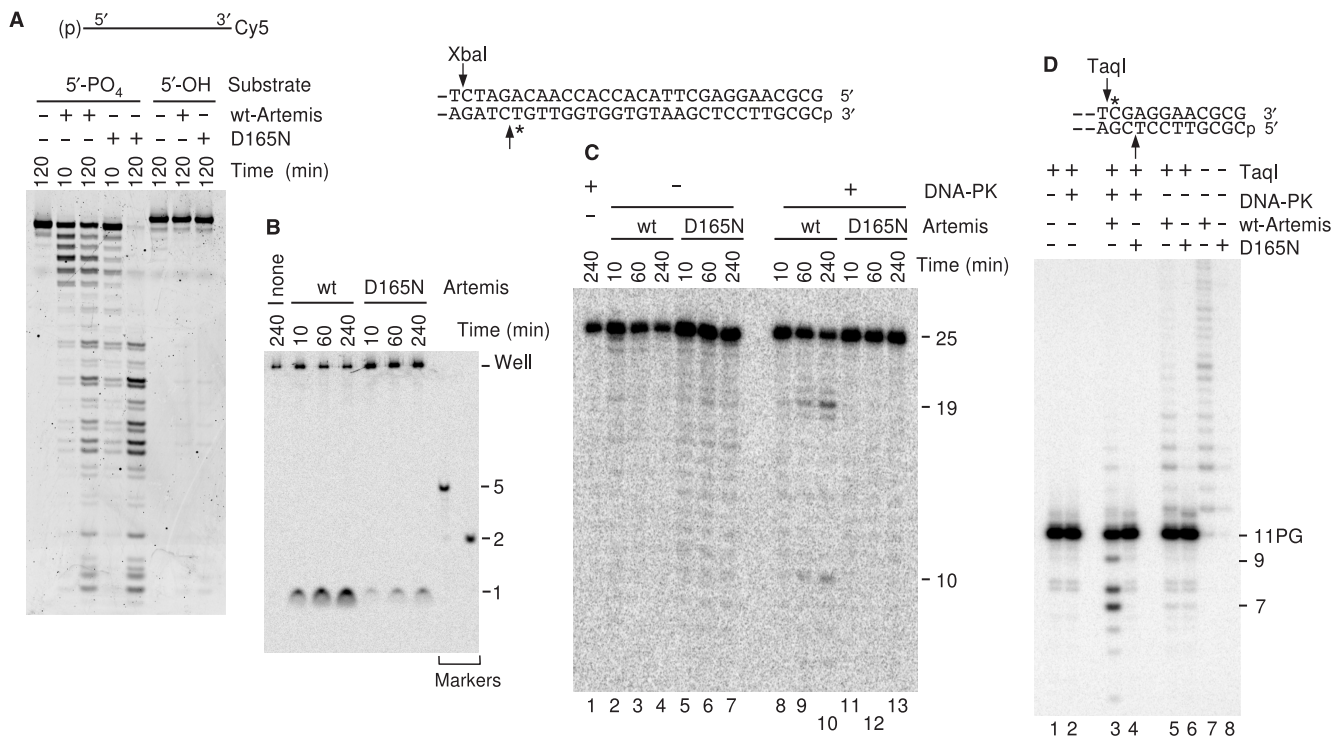 A
(p) 5′ 3′ Cy5
5′-PO4 5′-OH Substrate
– + + – – – + – wt-Artemis
– – – + + – – + D165N
120 10 120 10 120 120 120 120 Time (min)
B
none wt D165N Artemis
240 10 60 240 10 60 240 Time (min)
Well
5
2
1
Markers
XbaI
–TCTAGACAACCACCACATTCGAGGAACGCG 5′
–AGATCTGTTGGTGGTGTAAGCTCCTTGCGCp 3′
*
C
+ – + DNA-PK
– wt D165N wt D165N Artemis
240 10 60 240 10 60 240 10 60 240 10 60 240 Time (min)
25
19
10
1 2 3 4 5 6 7 8 9 10 11 12 13
D
TaqI
*
--TCGAGGAACGCG 3′
--AGCTCCTTGCGCp 5′
+ + + + + + – – TaqI
– + + + – – – – DNA-PK
– – + – + – + – wt-Artemis
– – – + – + – + D165N
11PG
9
7
1 2 3 4 5 6 7 8